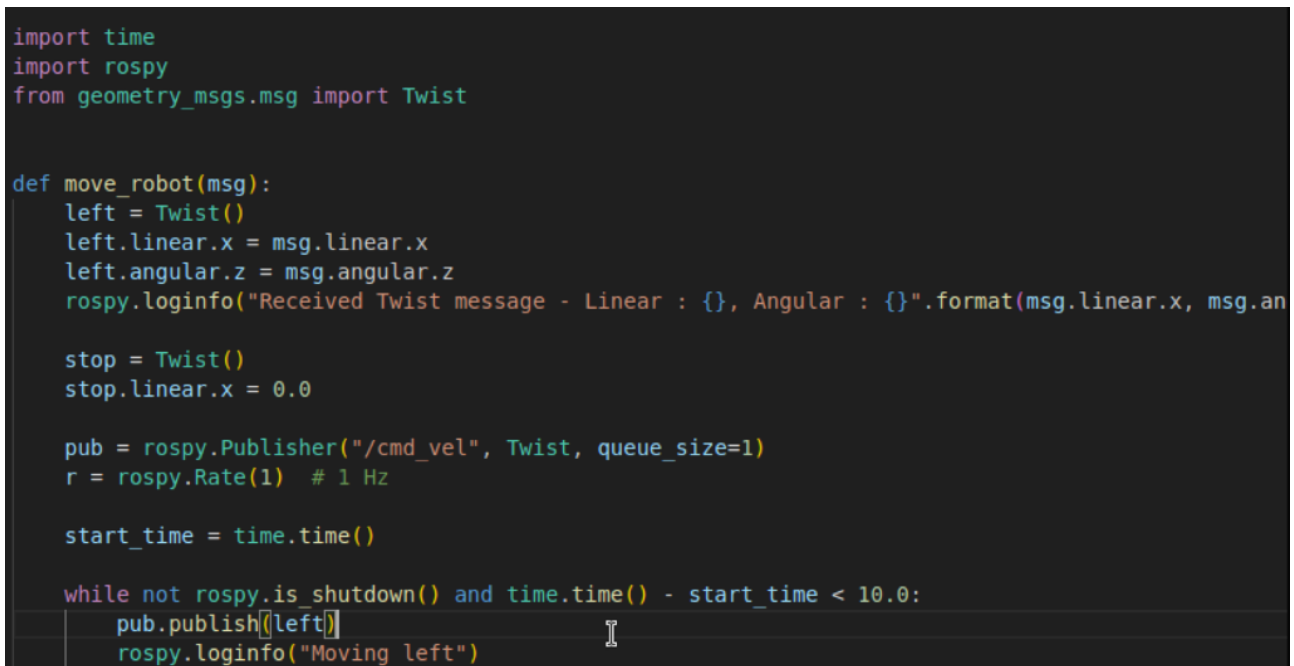 import time
import rospy
from geometry_msgs.msg import Twist
def move_robot(msg):
left = Twist()
left.linear.x = msg.linear.x
left.angular.z = msg.angular.z
rospy.loginfo("Received Twist message - Linear : {}, Angular : {}".format(msg.linear.x, msg.an
stop = Twist()
stop.linear.x = 0.0
pub = rospy.Publisher("/cmd_vel", Twist, queue_size=1)
r = rospy.Rate(1)  # 1 Hz
start_time = time.time()
while not rospy.is_shutdown() and time.time() - start_time < 10.0:
pub.publish(left)
rospy.loginfo("Moving left")